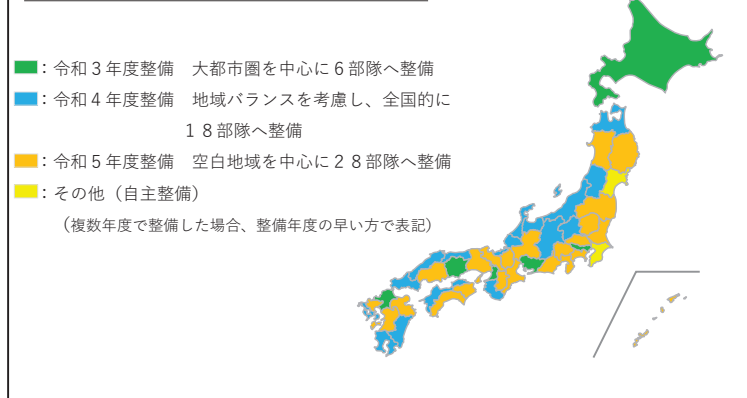 ：令和３年度整備　大都市圏を中心に６部隊へ整備
：令和４年度整備　地域バランスを考慮し、全国的に
１８部隊へ整備
：令和５年度整備　空白地域を中心に２８部隊へ整備
：その他（自主整備）
（複数年度で整備した場合、整備年度の早い方で表記）